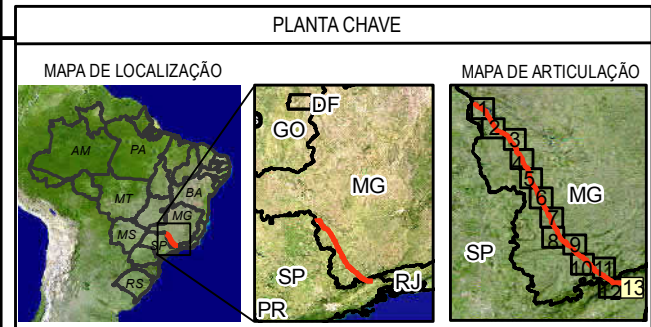 PLANTA CHAVE
MAPA DE LOCALIZAÇÃO
MAPA DE ARTICULAÇÃO
AM
PA
MT
BA
MG
MS
SP
RS
DF
GO
MG
SP
RJ
PR
1
2
3
4
5
MG
6
7
SP
8
9
10
11
12
13